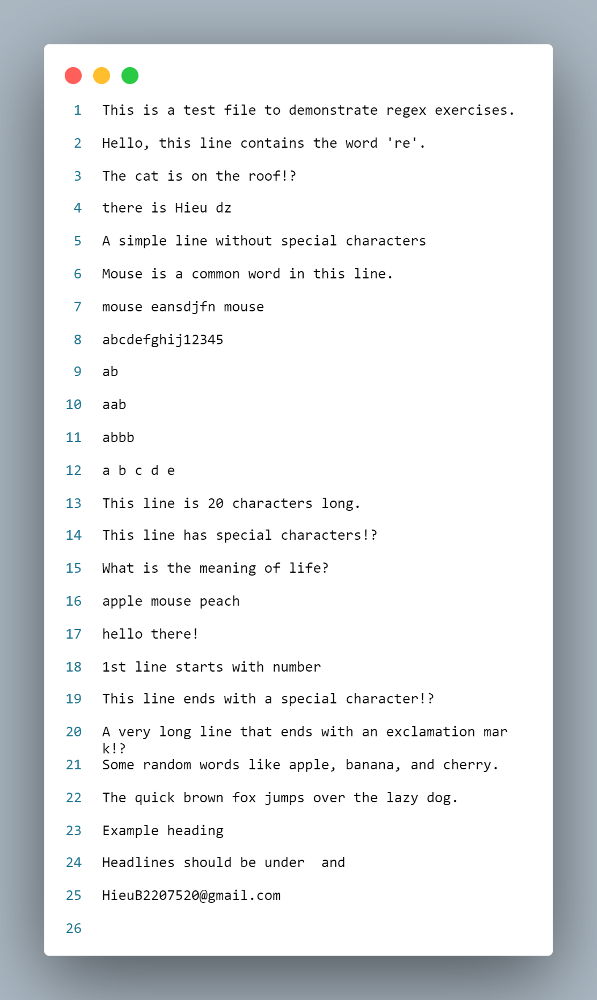 1 This is a test file to demonstrate regex exercises.
2 Hello, this line contains the word 're'.
3 The cat is on the roof!?
4 there is Hieu dz
5 A simple line without special characters
6 Mouse is a common word in this line.
7 mouse eansdjfn mouse
8 abcdefghij12345
9 ab
10 aab
11 abbb
12 a b c d e
13 This line is 20 characters long.
14 This line has special characters!?
15 What is the meaning of life?
16 apple mouse peach
17 hello there!
18 1st line starts with number
19 This line ends with a special character!?
20 A very long line that ends with an exclamation mar
k!?
21 Some random words like apple, banana, and cherry.
22 The quick brown fox jumps over the lazy dog.
23 Example heading
24 Headlines should be under  and
25 HieuB2207520@gmail.com
26